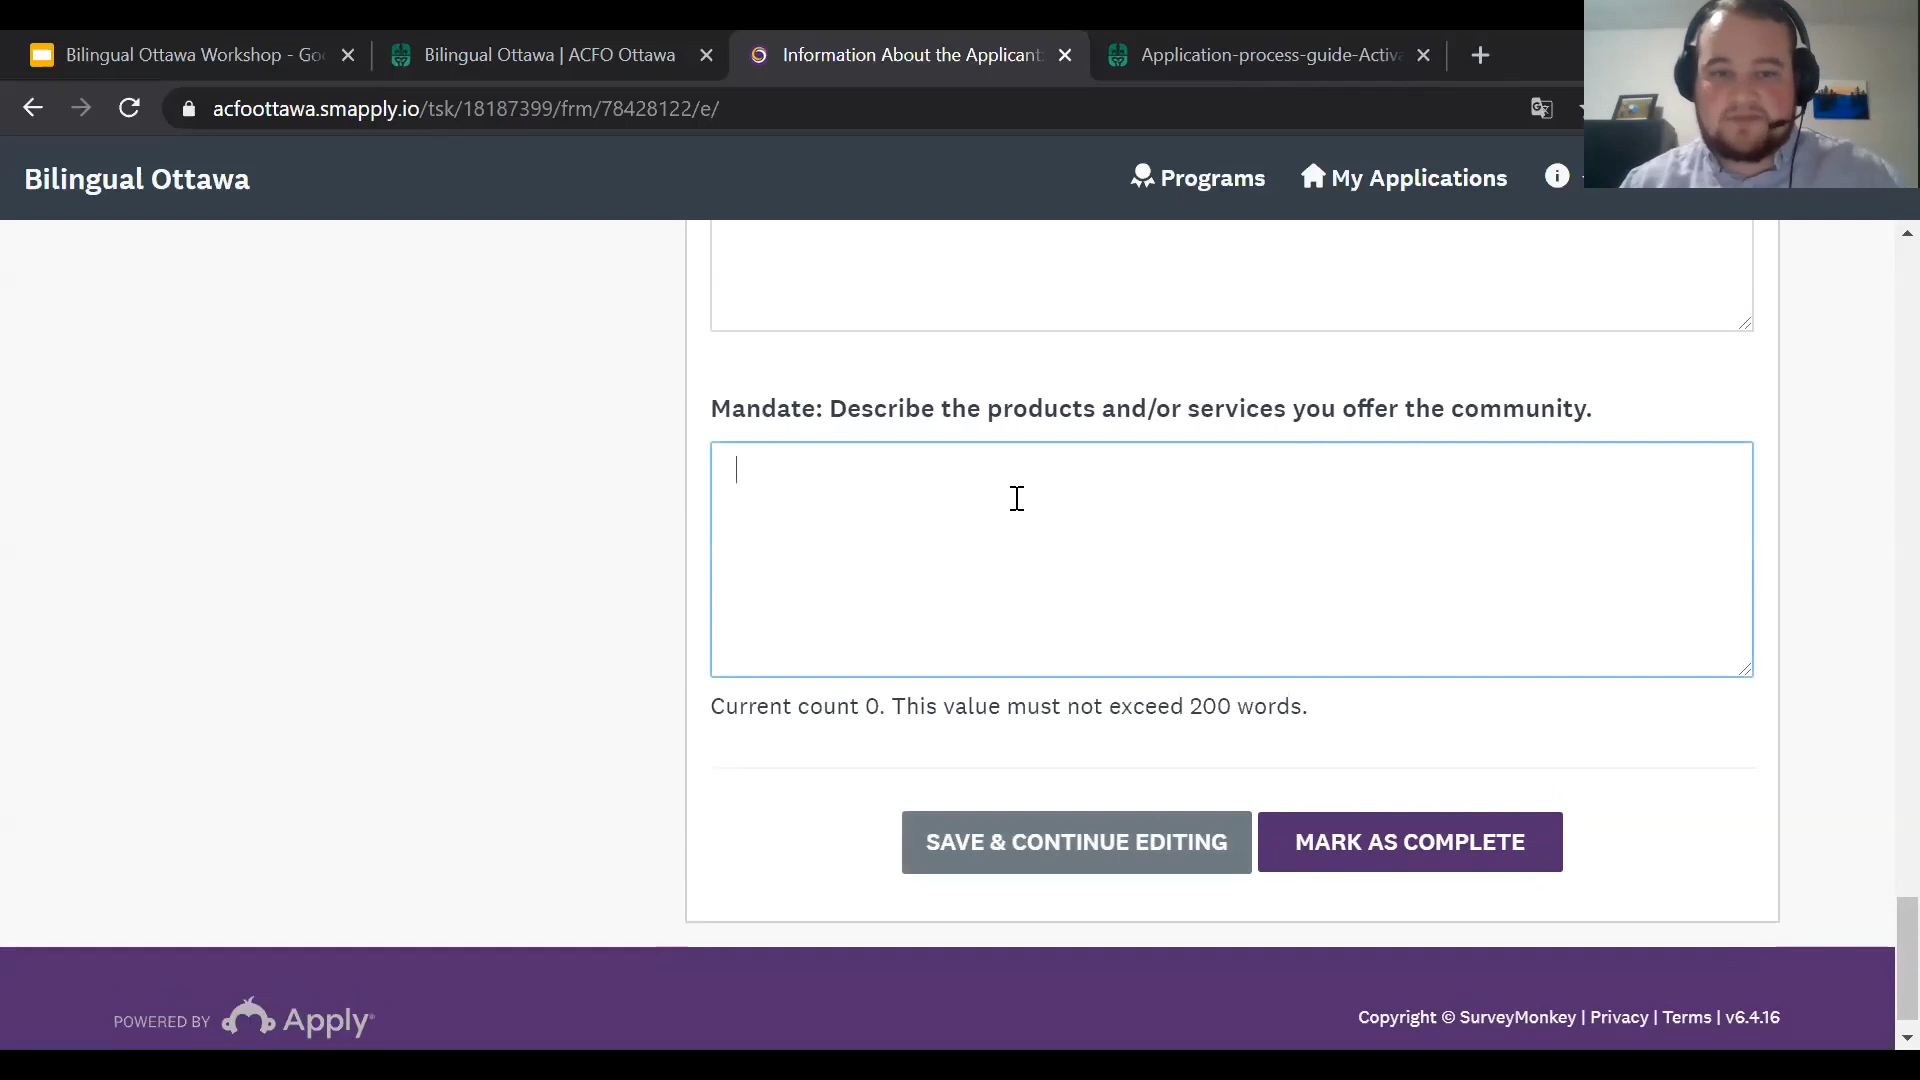 Bilingual Ottawa Workshop - Goo
Bilingual Ottawa | ACFO Ottawa
Information About the Applicant:
Application-process-guide-Activa
acfoottawa.smapply.io/tsk/18187399/frm/78428122/e/
Bilingual Ottawa
Programs
My Applications
Mandate: Describe the products and/or services you offer the community.
Current count 0. This value must not exceed 200 words.
SAVE & CONTINUE EDITING
MARK AS COMPLETE
POWERED BY Apply
Copyright © SurveyMonkey | Privacy | Terms | v6.4.16